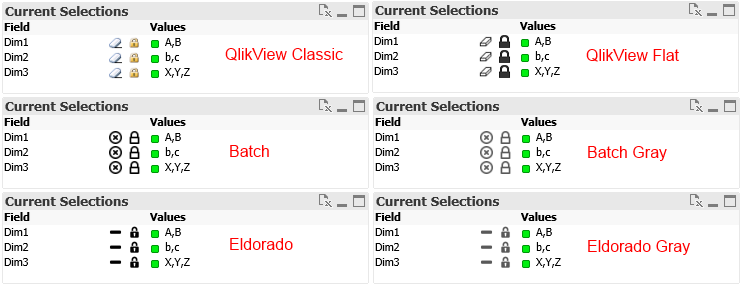 Current Selections
Field Values
Dim1 A,B
Dim2 b,c
Dim3 X,Y,Z
QlikView Classic
Current Selections
Field Values
Dim1 A,B
Dim2 b,c
Dim3 X,Y,Z
QlikView Flat
Current Selections
Field Values
Dim1 A,B
Dim2 b,c
Dim3 X,Y,Z
Batch
Current Selections
Field Values
Dim1 A,B
Dim2 b,c
Dim3 X,Y,Z
Batch Gray
Current Selections
Field Values
Dim1 A,B
Dim2 b,c
Dim3 X,Y,Z
Eldorado
Current Selections
Field Values
Dim1 A,B
Dim2 b,c
Dim3 X,Y,Z
Eldorado Gray